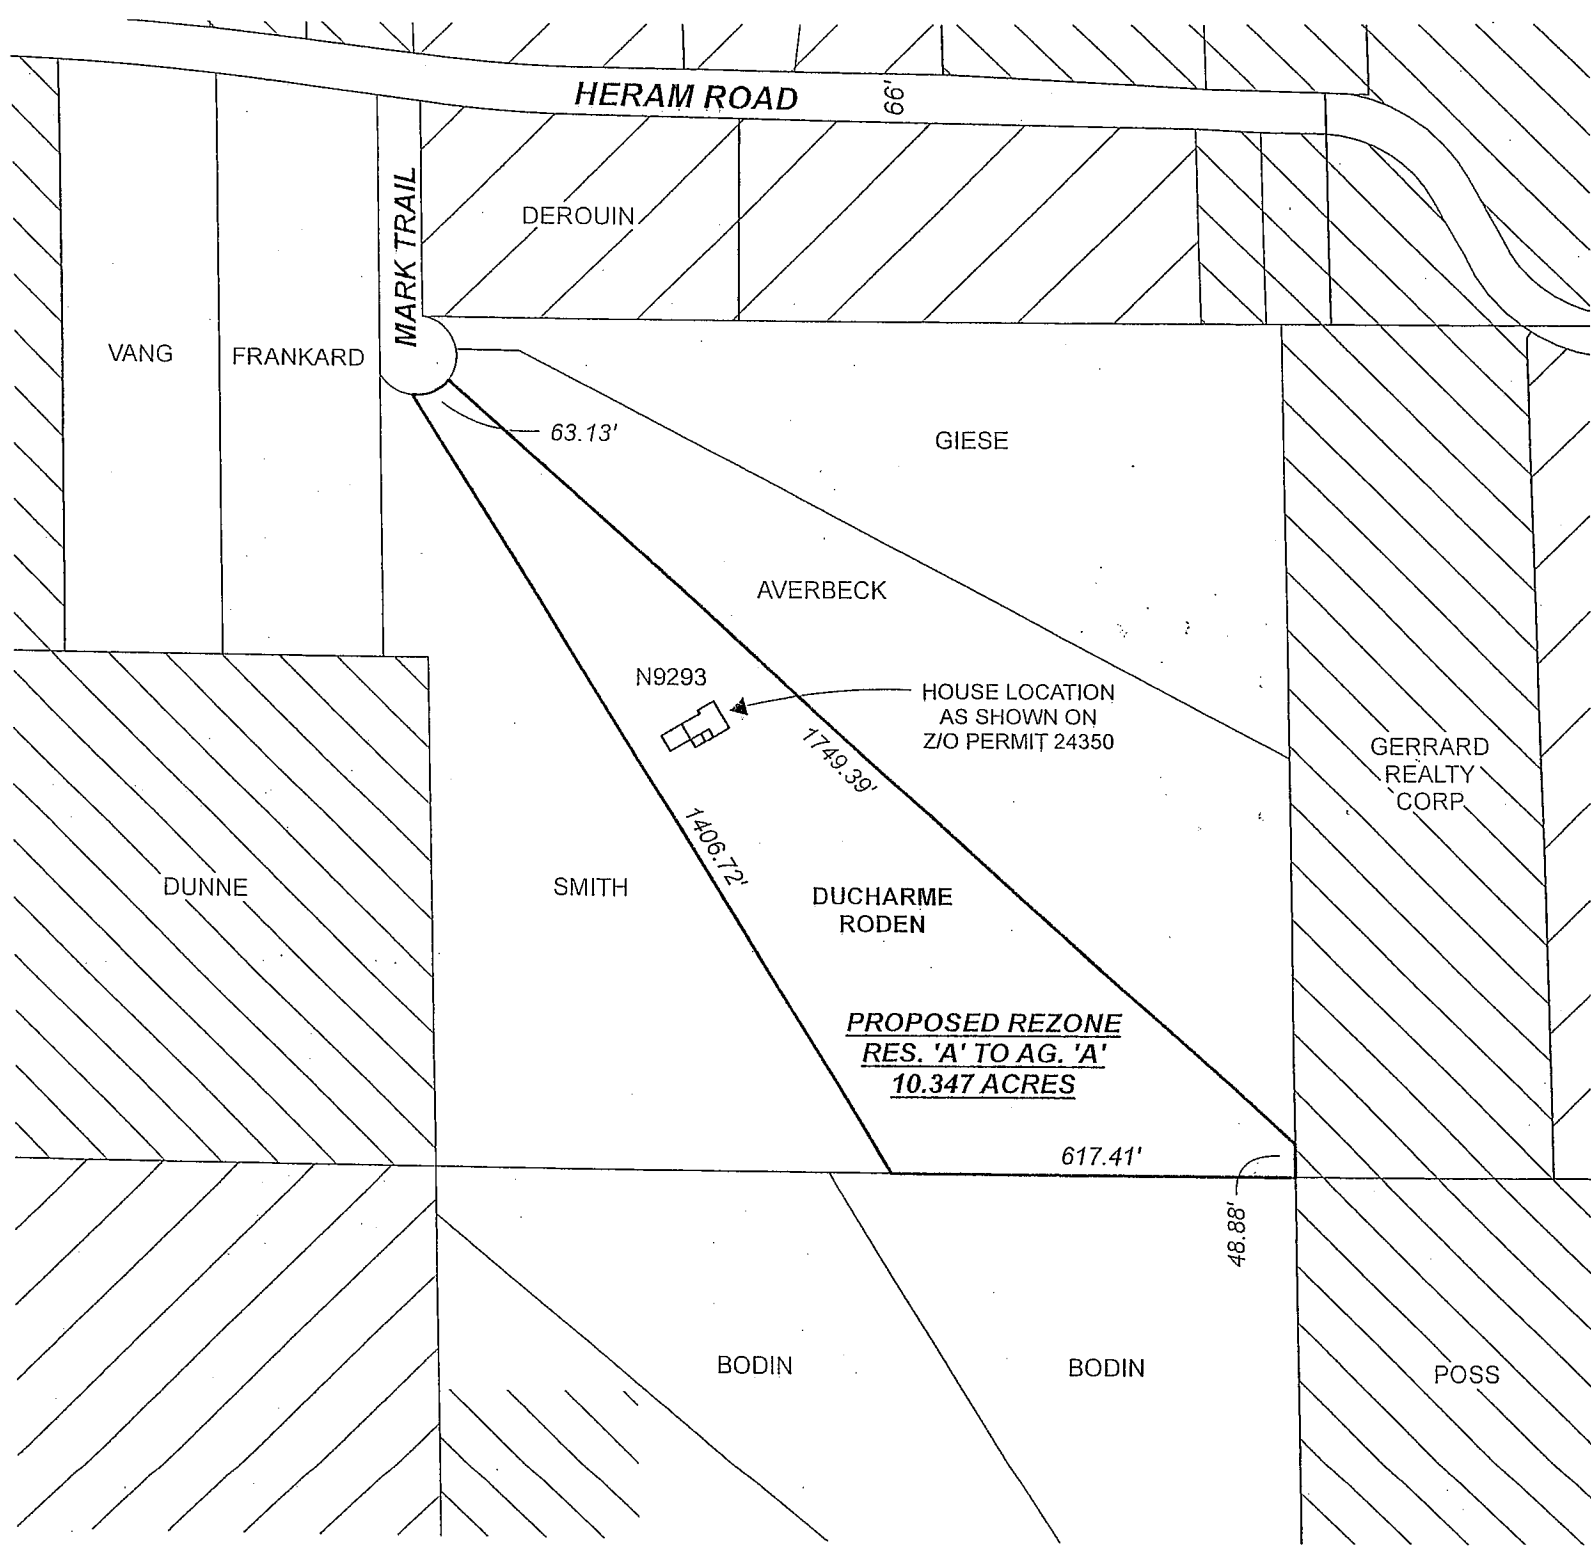 HERAM ROAD
66'
MARK TRAIL
DEROUIN
VANG
FRANKARD
63.13'
GIESE
AVERBECK
N9293
HOUSE LOCATION
AS SHOWN ON
Z/O PERMIT 24350
1749.39'
GERRARD
REALTY
CORP
1406.72'
DUNNE
SMITH
DUCHARME
RODEN
PROPOSED REZONE
RES. 'A' TO AG. 'A'
10.347 ACRES
617.41'
48.88'
BODIN
BODIN
POSS